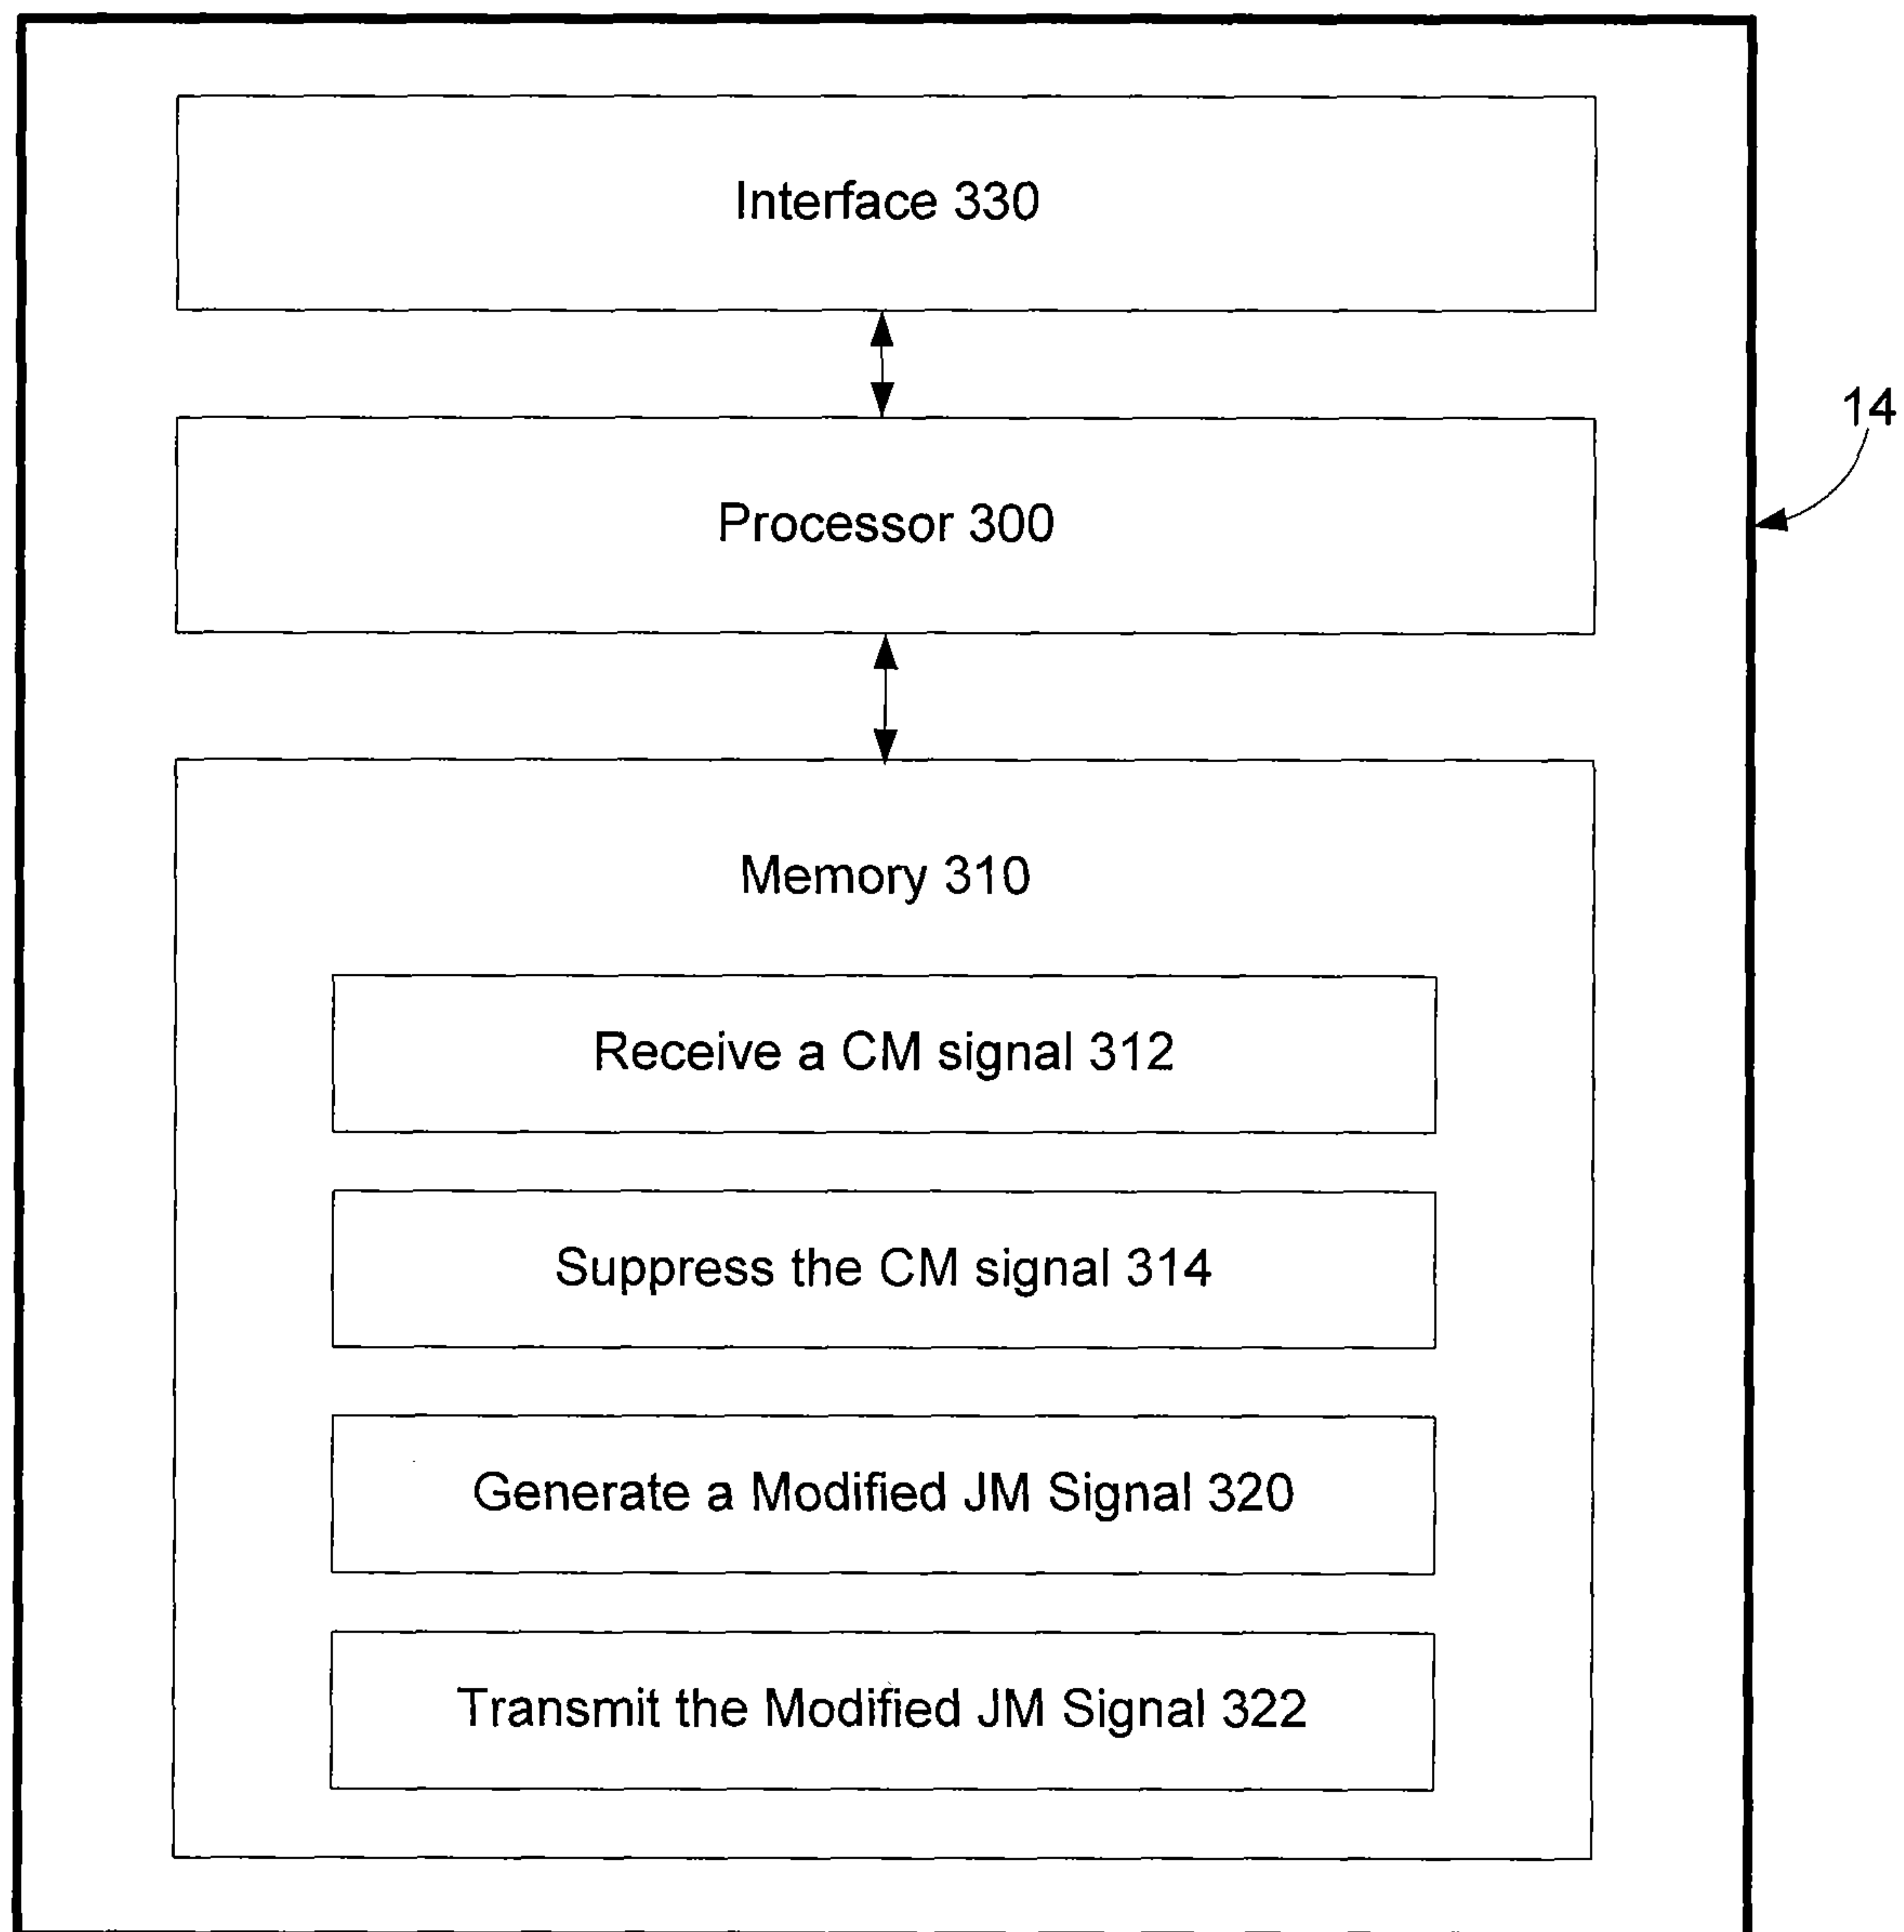 Interface 330
14
Processor 300
Memory 310
Receive a CM signal 312
Suppress the CM signal 314
Generate a Modified JM Signal 320
Transmit the Modified JM Signal 322